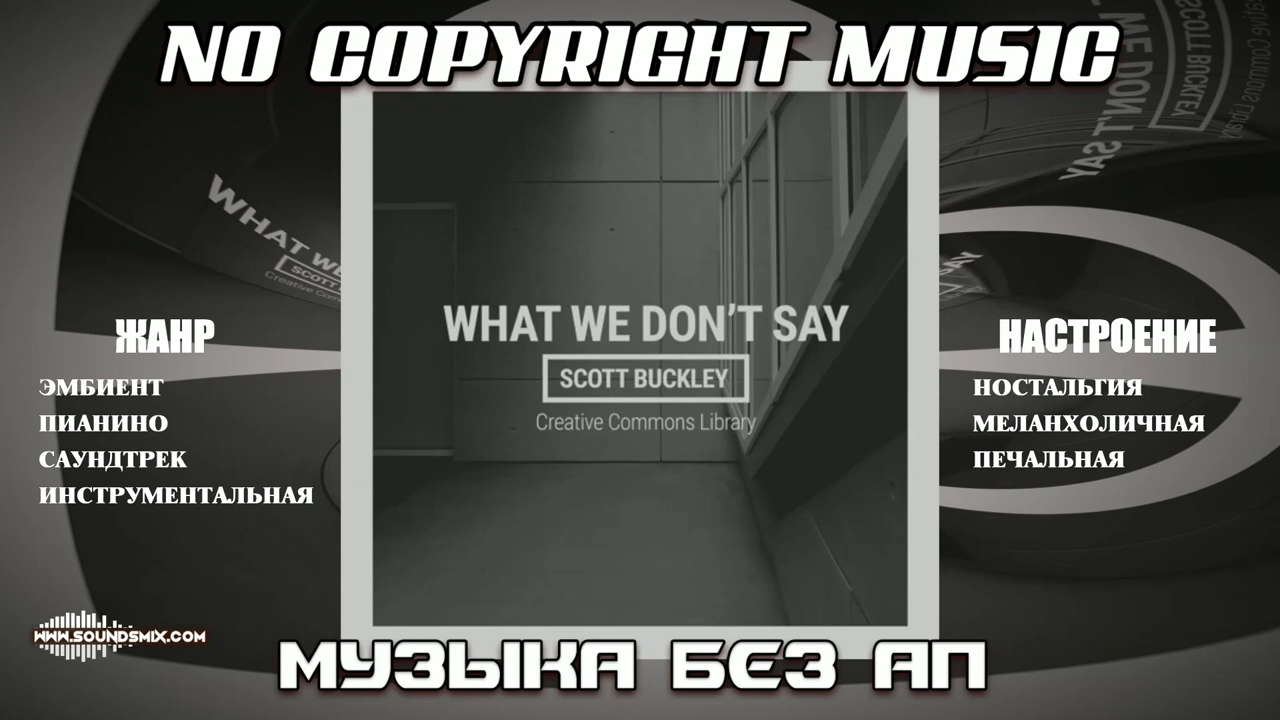 NO COPYRIGHT MUSIC
WHAT WE DON'T SAY
SCOTT BUCKLEY
Creative Commons Library
ЖАНР
ЭМБИЕНТ
ПИАНИНО
САУНДТРЕК
ИНСТРУМЕНТАЛЬНАЯ
НАСТРОЕНИЕ
НОСТАЛЬГИЯ
МЕЛАНХОЛИЧНАЯ
ПЕЧАЛЬНАЯ
WWW.SOUNDSMIX.COM
МУЗЫКА БЕЗ АП